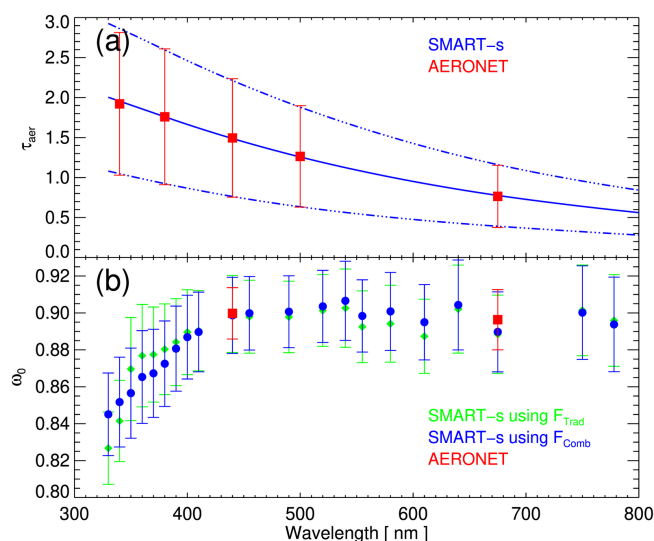 3.0
(a)
SMART-s
AERONET
2.5
2.0
1.5
1.0
0.5
0.0
τaer
0.92
(b)
0.90
0.88
0.86
0.84
0.82
0.80
ω0
SMART-s using FTrad
SMART-s using FComb
AERONET
300 400 500 600 700 800
Wavelength [ nm ]